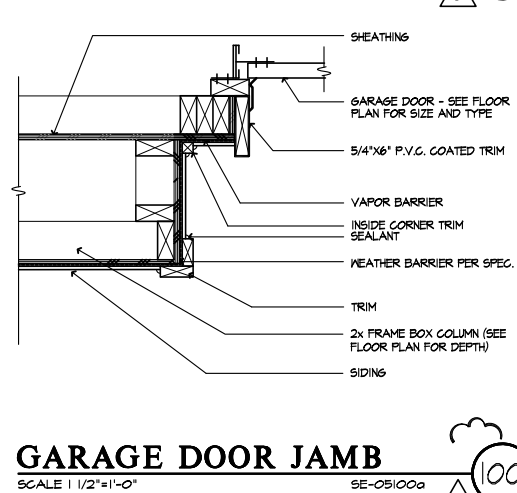 SHEATHING
GARAGE DOOR - SEE FLOOR
PLAN FOR SIZE AND TYPE
5/4"X6" P.V.C. COATED TRIM
VAPOR BARRIER
INSIDE CORNER TRIM
SEALANT
WEATHER BARRIER PER SPEC.
TRIM
2x FRAME BOX COLUMN (SEE
FLOOR PLAN FOR DEPTH)
SIDING
GARAGE DOOR JAMB
SCALE 1 1/2"=1'-0"
SE-05100a
100